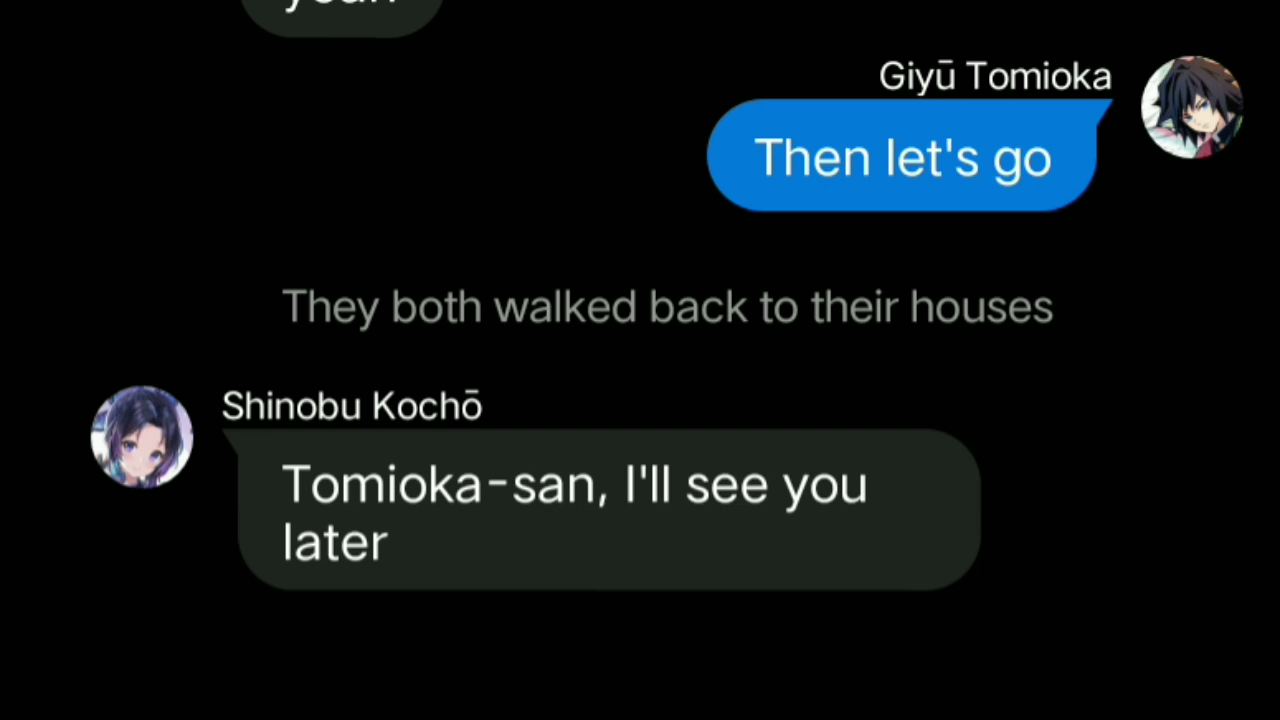 Giyū Tomioka
Then let's go
They both walked back to their houses
Shinobu Kochō
Tomioka-san, I'll see you
later